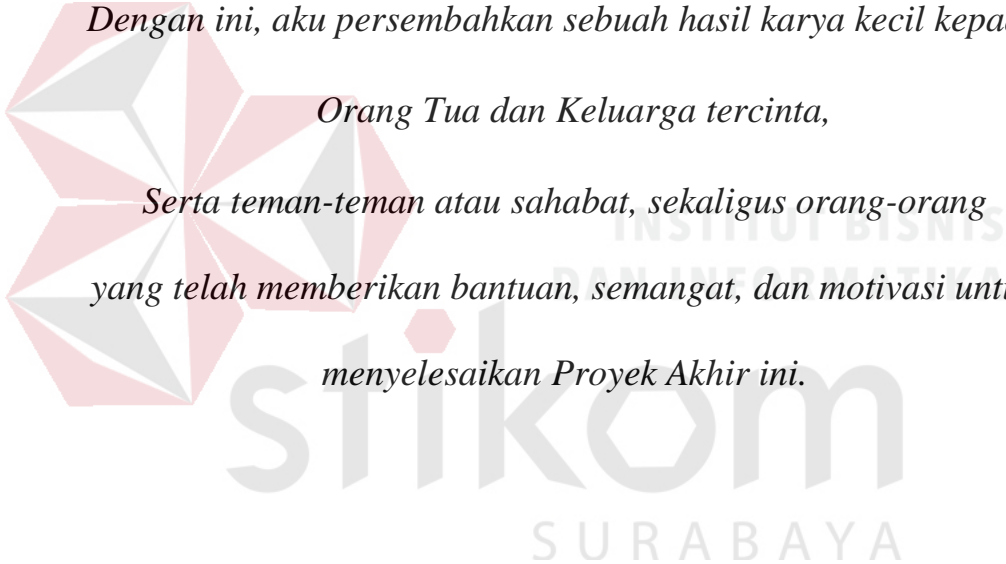 Dengan ini, aku persembahkan sebuah hasil karya kecil
Orang Tua dan Keluarga tercinta,
Serta teman-teman atau sahabat, sekaligus orang-orang
INSTITUT BISNIS
yang telah memberikan bantuan, semangat, dan motivasi
DAN INFORMATIKA
menyelesaikan Proyek Akhir ini.
stikom
SURABAYA